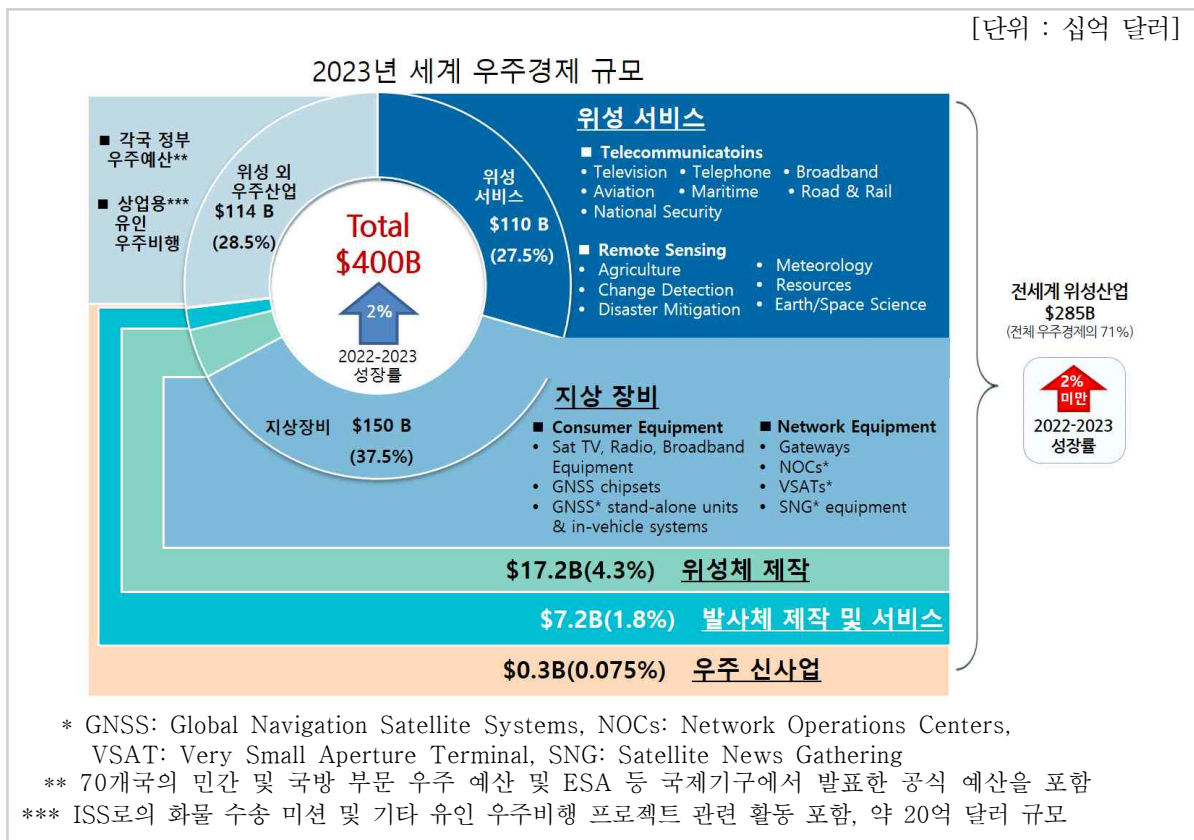 [단위 : 십억 달러]
2023년 세계 우주경제 규모
■ 각국 정부
우주예산**
■ 상업용***
유인
우주비행
위성 외
우주산업
$114 B
(28.5%)
위성
서비스
$110 B
(27.5%)
Total
$400B
2%
2022-2023
성장률
지상장비 $150 B
(37.5%)
위성 서비스
■ Telecommunicatoins
• Television • Telephone • Broadband
• Aviation • Maritime • Road & Rail
• National Security
■ Remote Sensing
• Agriculture
• Change Detection
• Disaster Mitigation
• Meteorology
• Resources
• Earth/Space Science
지상 장비
■ Consumer Equipment
• Sat TV, Radio, Broadband
Equipment
• GNSS chipsets
• GNSS* stand-alone units
& in-vehicle systems
■ Network Equipment
• Gateways
• NOCs*
• VSATs*
• SNG* equipment
$17.2B(4.3%) 위성체 제작
$7.2B(1.8%) 발사체 제작 및 서비스
$0.3B(0.075%) 우주 신사업
전세계 위성산업
$285B
(전체 우주경제의 71%)
2%
미만
2022-2023
성장률
* GNSS: Global Navigation Satellite Systems, NOCs: Network Operations Centers,
VSAT: Very Small Aperture Terminal, SNG: Satellite News Gathering
** 70개국의 민간 및 국방 부문 우주 예산 및 ESA 등 국제기구에서 발표한 공식 예산을 포함
*** ISS로의 화물 수송 미션 및 기타 유인 우주비행 프로젝트 관련 활동 포함, 약 20억 달러 규모